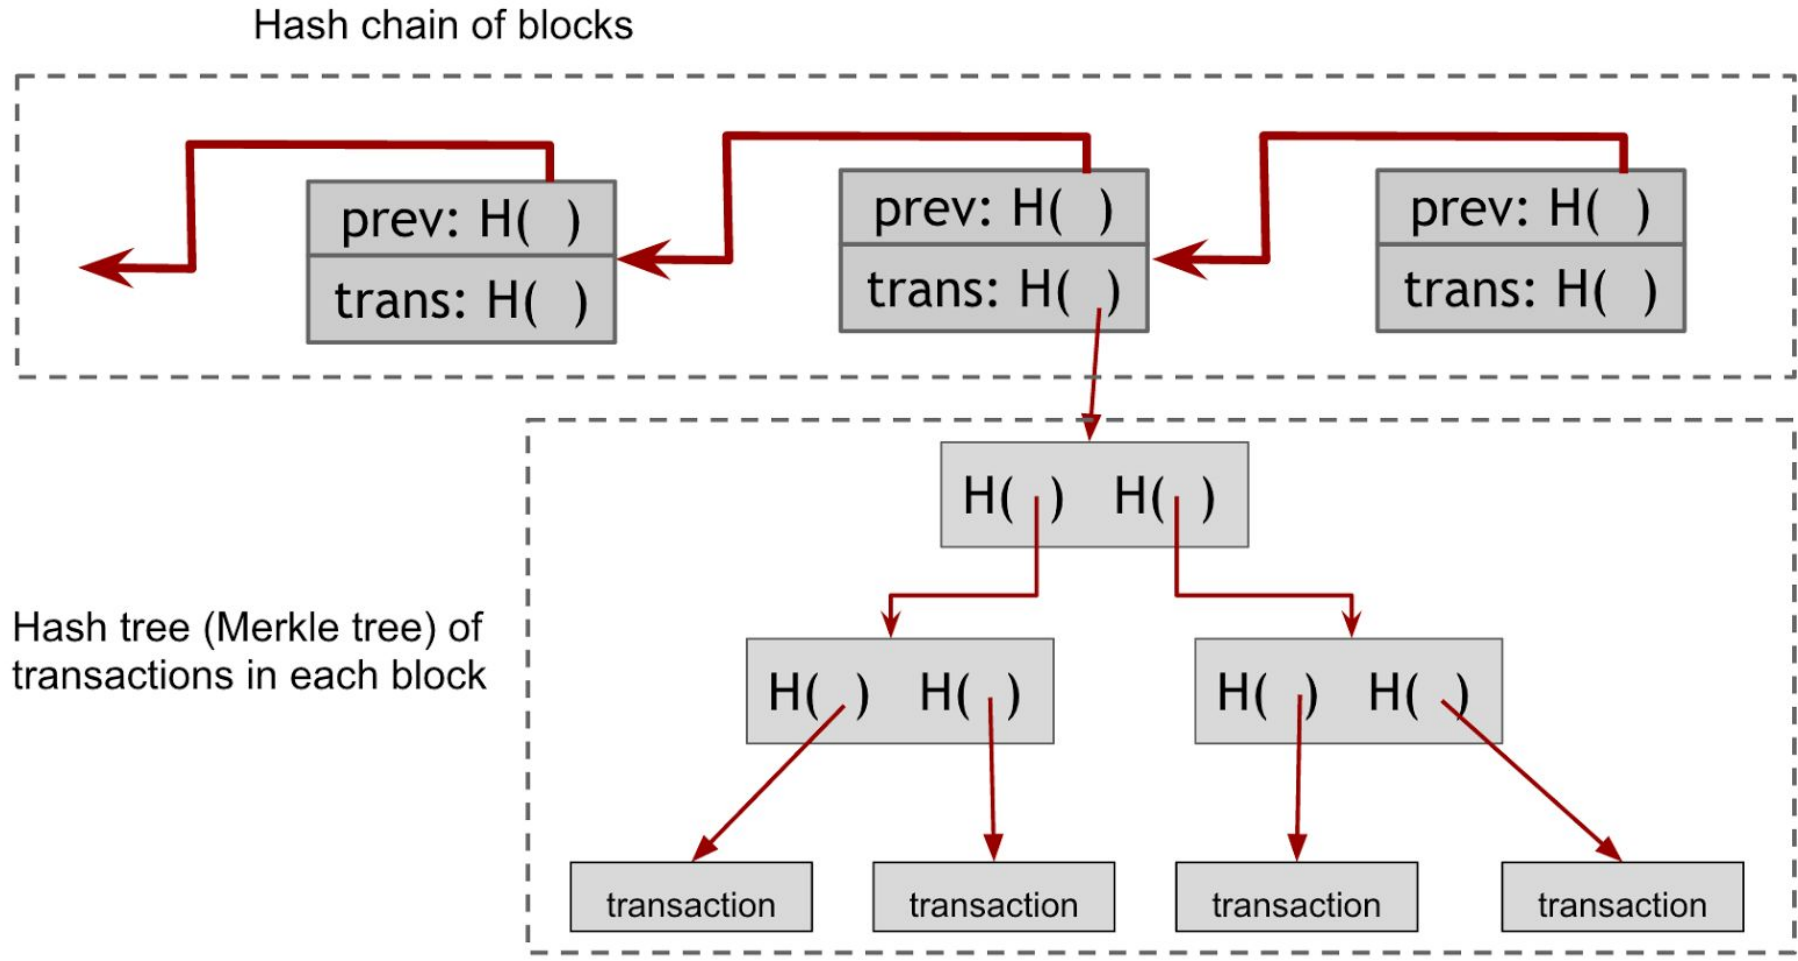 Hash chain of blocks
prev: H( )
trans: H( )
prev: H( )
trans: H( )
prev: H( )
trans: H( )
H( ) H( )
Hash tree (Merkle tree) of
transactions in each block
H( ) H( )
H( ) H( )
transaction
transaction
transaction
transaction